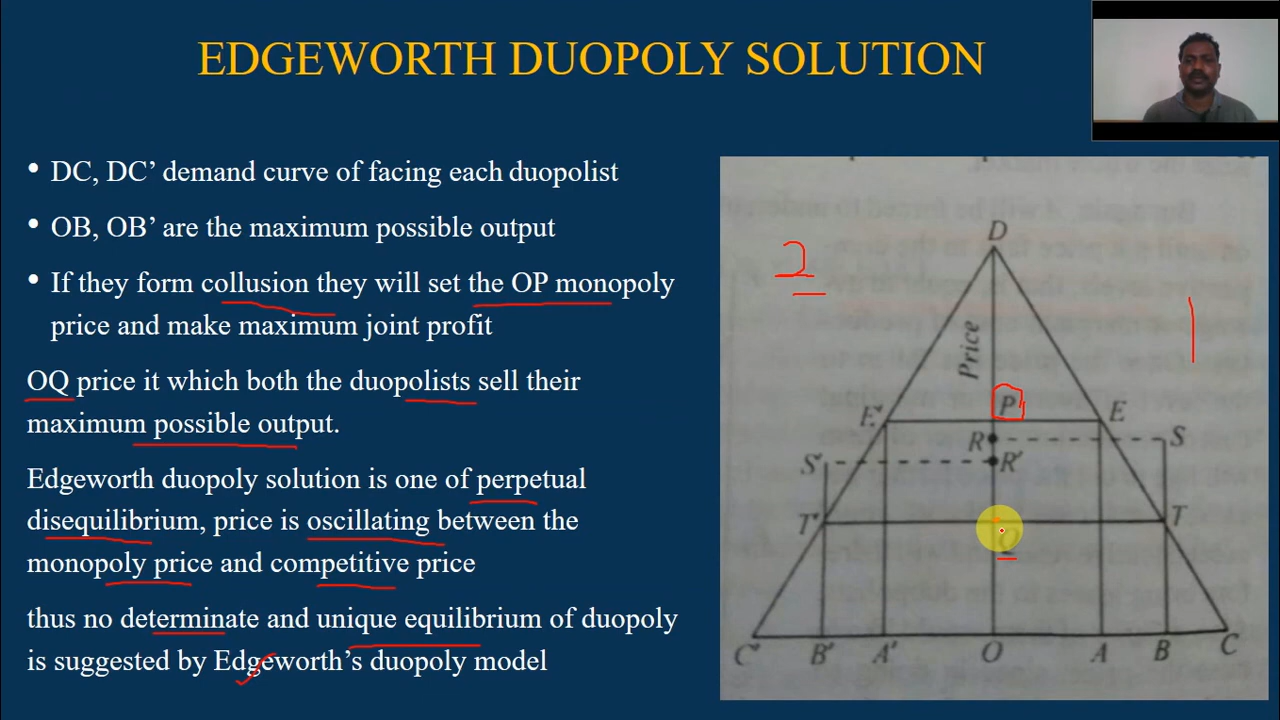 EDGEWORTH DUOPOLY SOLUTION
• DC, DC’ demand curve of facing each duopolist
• OB, OB’ are the maximum possible output
• If they form collusion they will set the OP monopoly
price and make maximum joint profit
OQ price it which both the duopolists sell their
maximum possible output.
Edgeworth duopoly solution is one of perpetual
disequilibrium, price is oscillating between the
monopoly price and competitive price
thus no determinate and unique equilibrium of duopoly
is suggested by Edgeworth’s duopoly model
D
2
1
Price
P
E' E
R S
S' R'
T' T
Q
C' B' A' O A B C